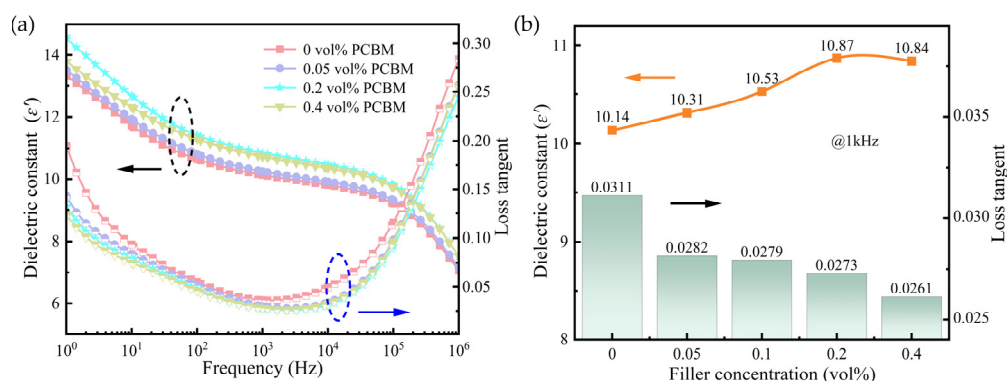 (a)
Dielectric constant (ε′)
14
12
10
8
6
0 vol% PCBM
0.05 vol% PCBM
0.2 vol% PCBM
0.4 vol% PCBM
0.30
0.25
0.20
0.15
0.10
0.05
Loss tangent
10⁰ 10¹ 10² 10³ 10⁴ 10⁵ 10⁶
Frequency (Hz)
(b)
Dielectric constant (ε′)
11
10
9
8
10.14 10.31 10.53 10.87 10.84
@1kHz
0.0311 0.0282 0.0279 0.0273 0.0261
0.035
0.031
0.025
Loss tangent
0 0.05 0.1 0.2 0.4
Filler concentration (vol%)